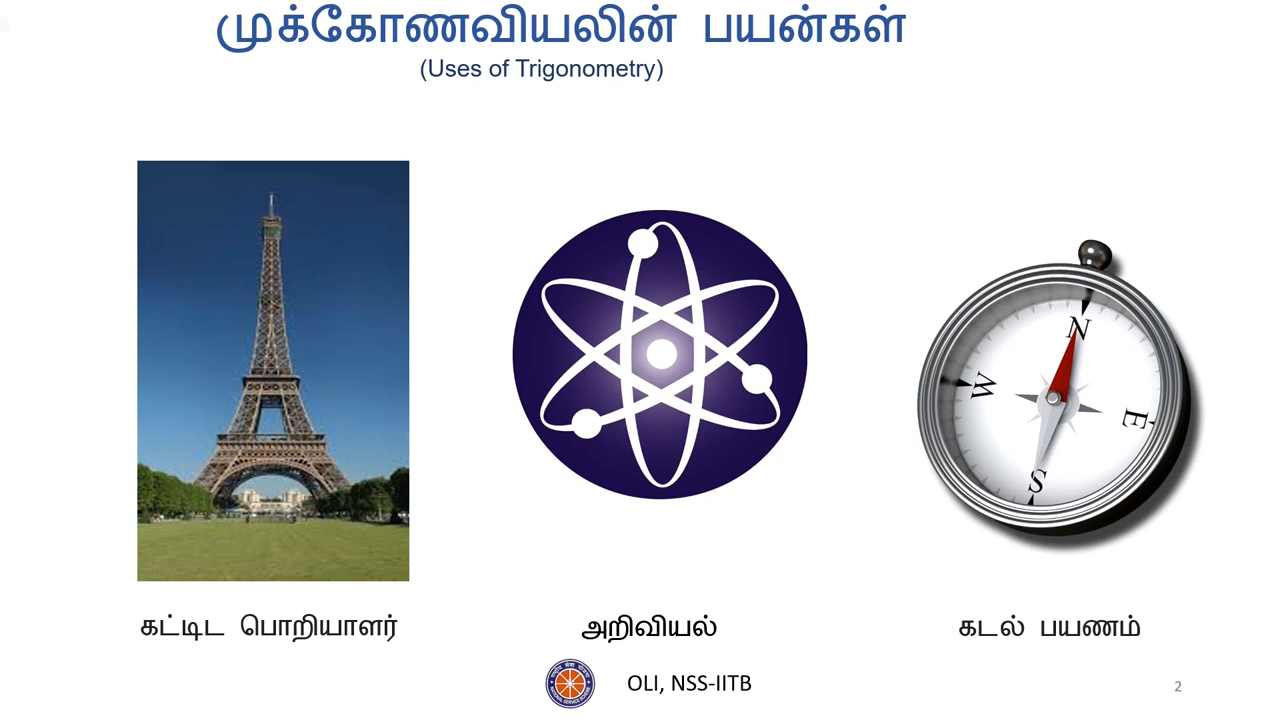 முக்கோணவியலின் பயன்கள்
(Uses of Trigonometry)
N
W
E
S
கட்டிட பொறியாளர்
அறிவியல்
கடல் பயணம்
OLI, NSS-IITB
2